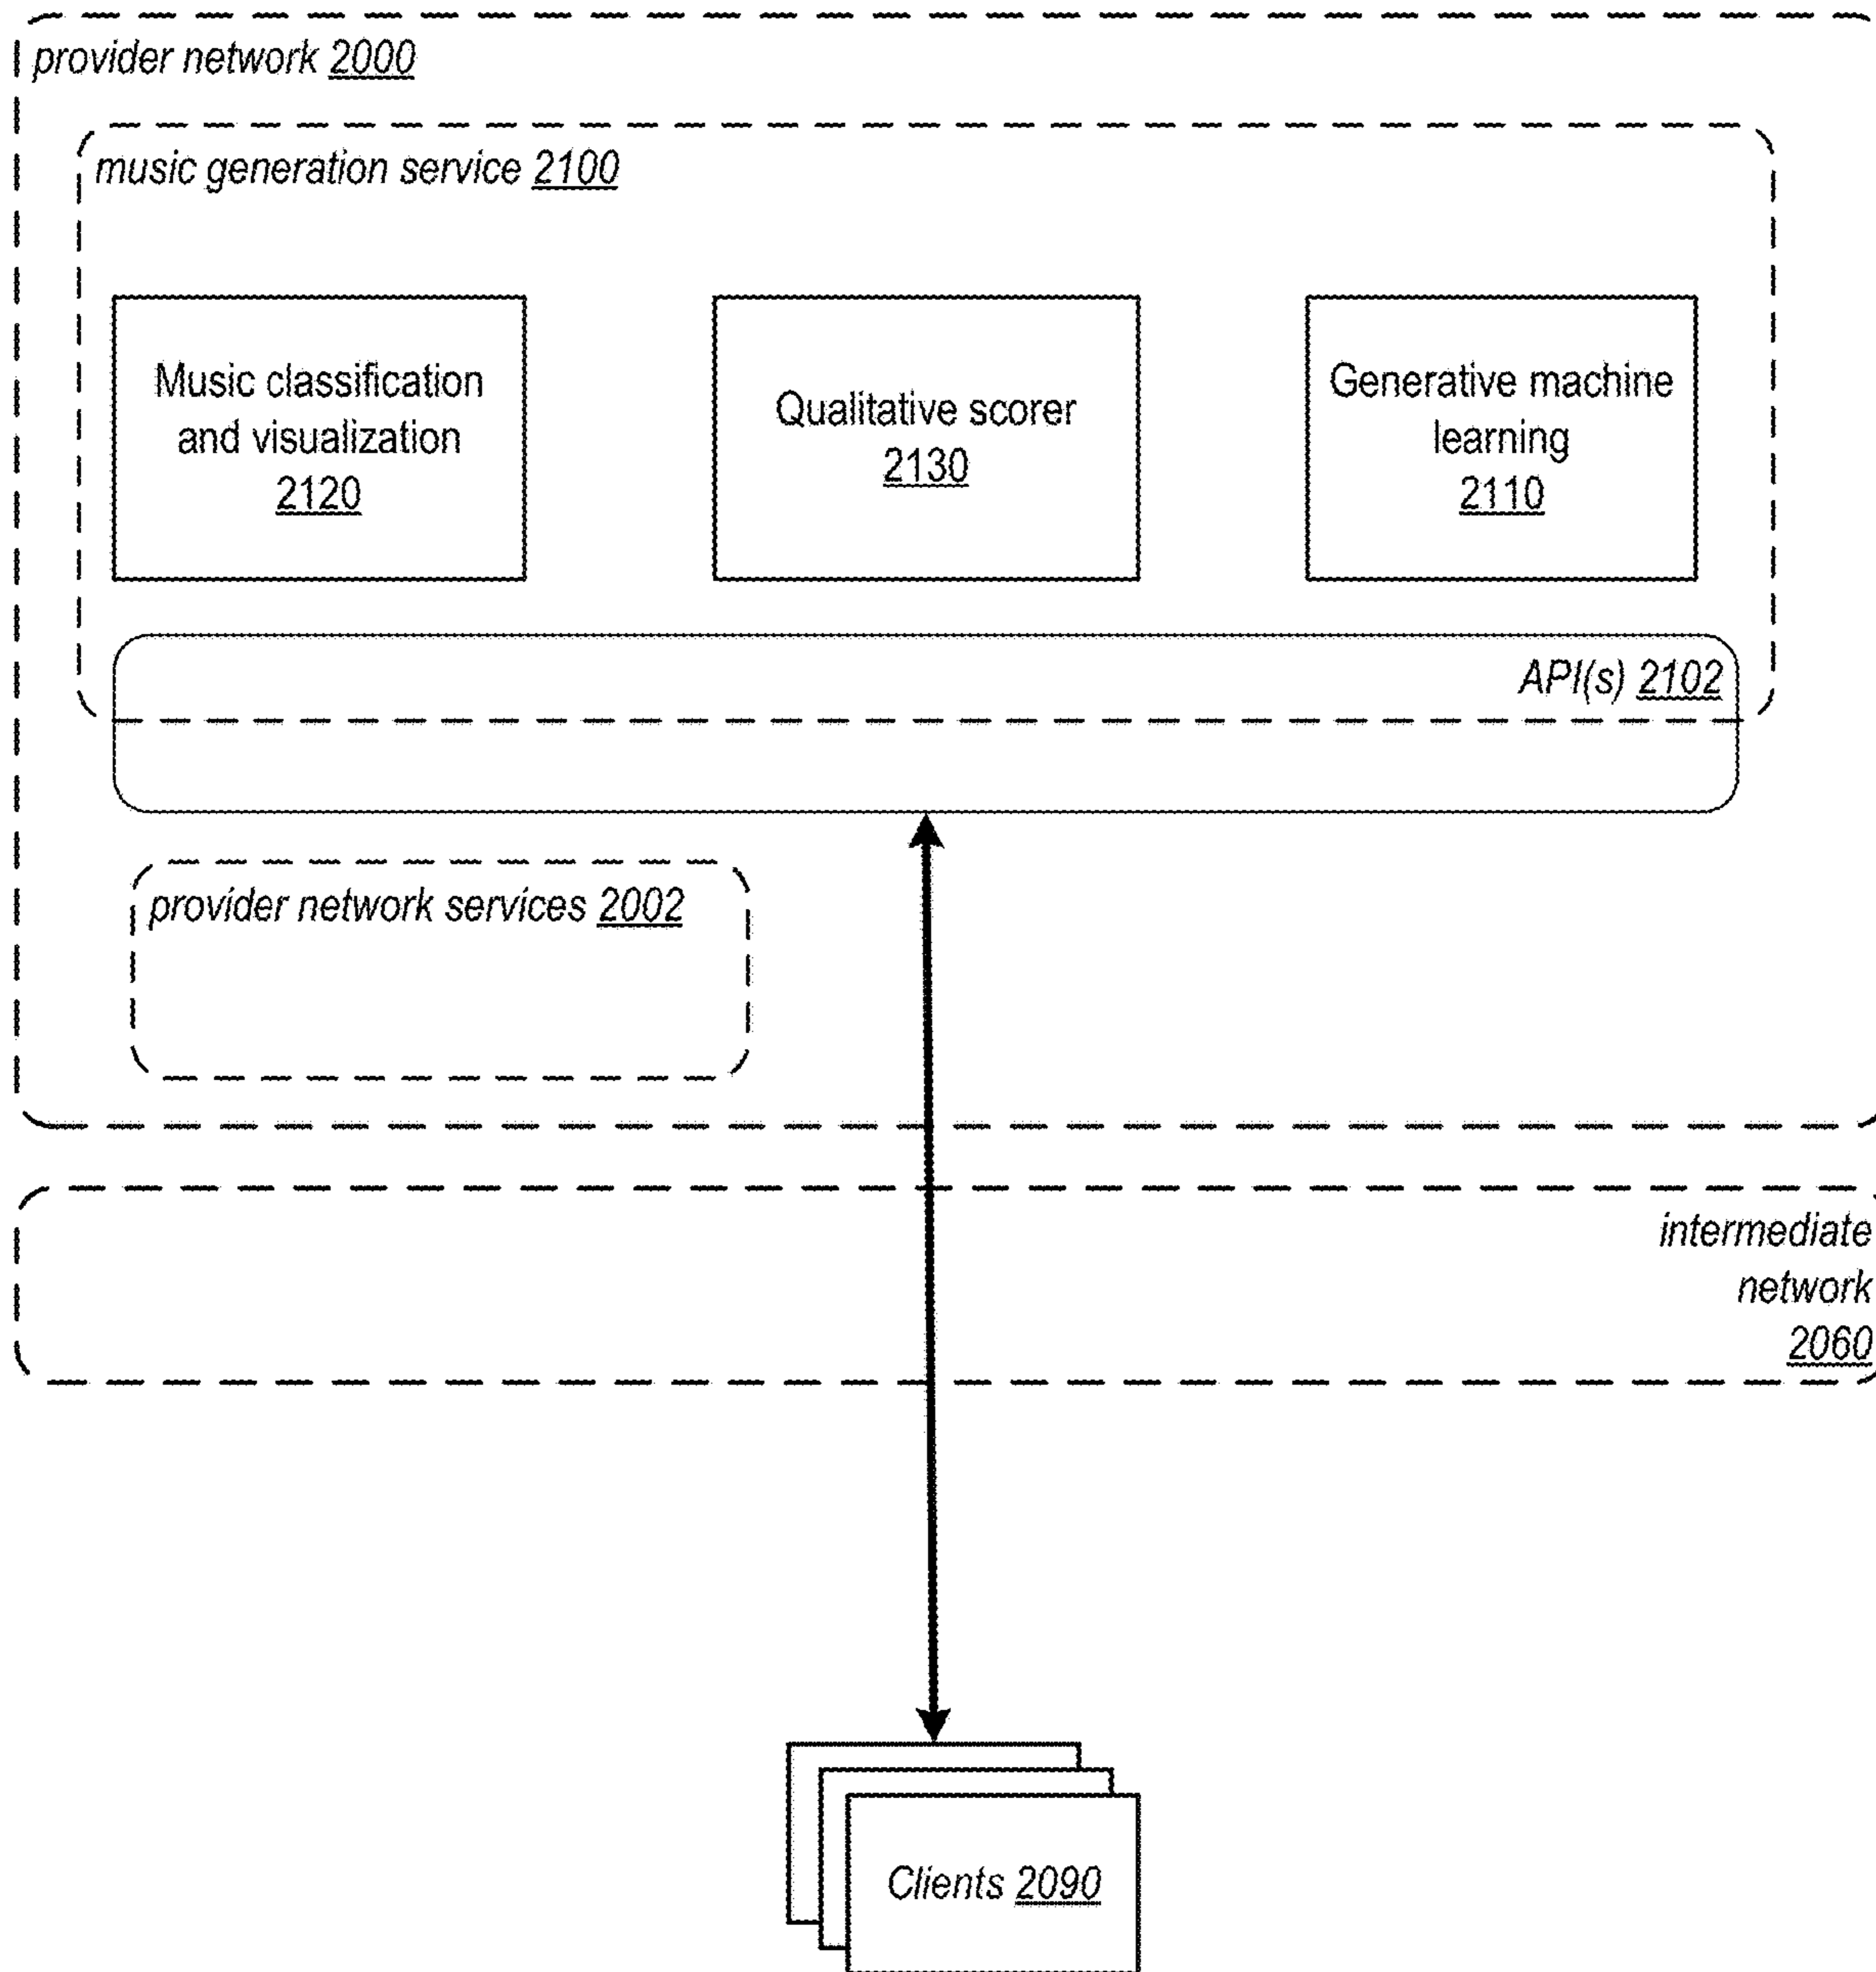 provider network 2000
music generation service 2100
Music classification
and visualization
2120
Qualitative scorer
2130
Generative machine
learning
2110
API(s) 2102
provider network services 2002
intermediate
network
2060
Clients 2090